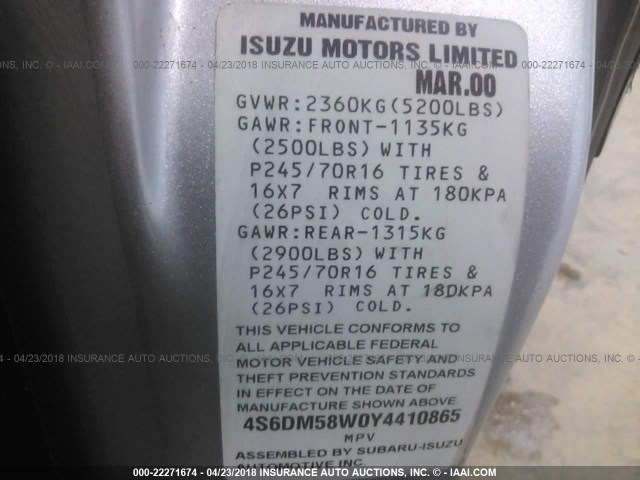 MANUFACTURED BY
ISUZU MOTORS LIMITED
MAR.00
GVWR:2360KG(5200LBS)
GAWR:FRONT-1135KG
(2500LBS) WITH
P245/70R16 TIRES &
16X7 RIMS AT 180KPA
(26PSI) COLD.
GAWR:REAR-1315KG
(2900LBS) WITH
P245/70R16 TIRES &
16X7 RIMS AT 180KPA
(26PSI) COLD.
THIS VEHICLE CONFORMS TO
ALL APPLICABLE FEDERAL
MOTOR VEHICLE SAFETY AND
THEFT PREVENTION STANDARDS
IN EFFECT ON THE DATE OF
MANUFACTURE SHOWN ABOVE
4S6DM58W0Y4410865
MPV
ASSEMBLED BY SUBARU-ISUZU
AUTOMOTIVE INC.
000-22271674 - 04/23/2018 INSURANCE AUTO AUCTIONS, INC. © - IAAI.COM